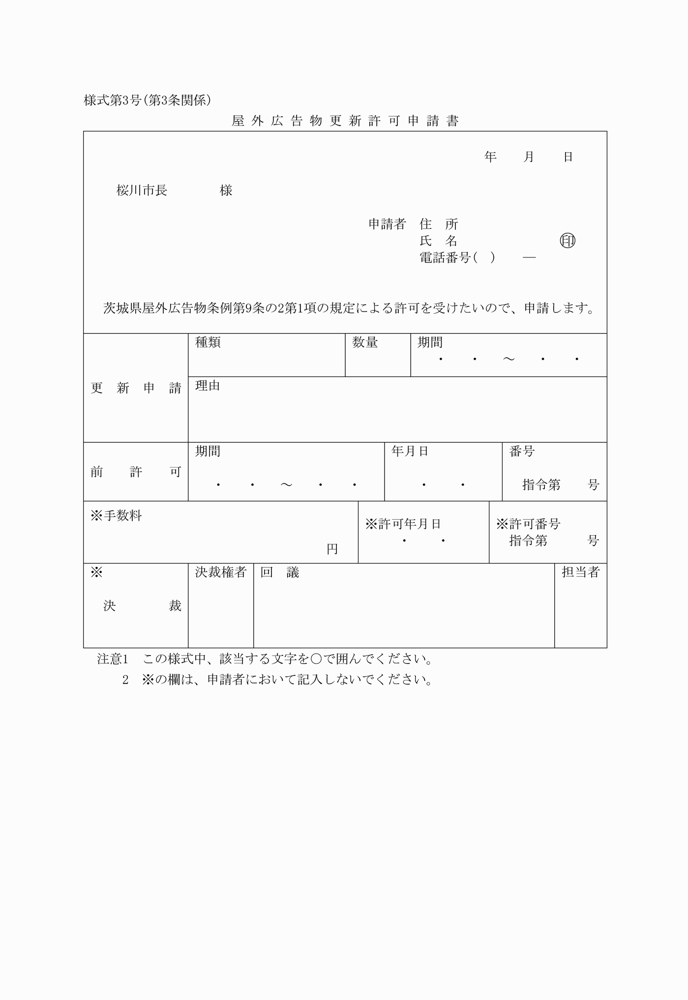 様式第3号(第3条関係)
屋外広告物更新許可申請書
年　　月　　日
桜川市長　　　　様
申請者　住　所
氏　名　　　　　　　　㊞
電話番号(　)　　―
茨城県屋外広告物条例第9条の2第1項の規定による許可を受けたいので、申請します。
更　新　申　請
種類
数量
期間
・　　・　　～　　・　　・
理由
前　　許　　可
期間
・　　・　　～　　・　　・
年月日
・　　・
番号
指令第　　号
※手数料
円
※許可年月日
・　　・
※許可番号
指令第　　　号
※
決　　　　裁
決裁権者
回　議
担当者
注意1　この様式中、該当する文字を○で囲んでください。
2　※の欄は、申請者において記入しないでください。